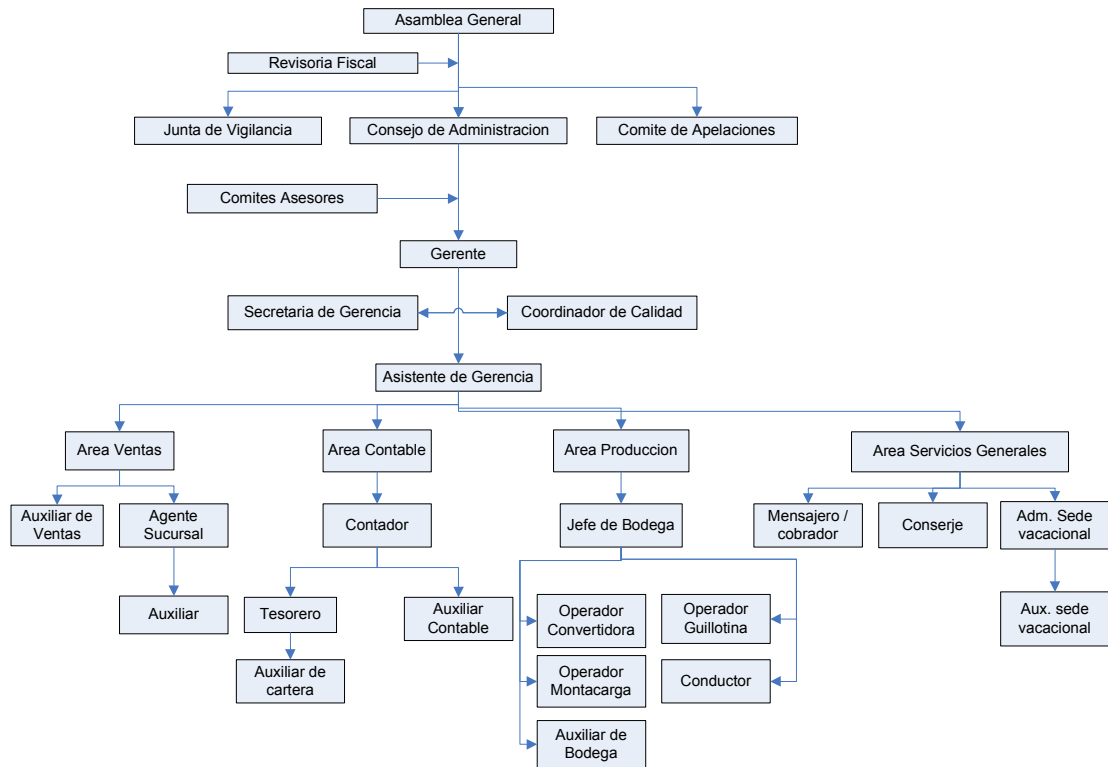 Asamblea General
Revisoria Fiscal
Junta de Vigilancia
Consejo de Administracion
Comite de Apelaciones
Comites Asesores
Gerente
Secretaria de Gerencia
Coordinador de Calidad
Asistente de Gerencia
Area Ventas
Area Contable
Area Produccion
Area Servicios Generales
Auxiliar de
Ventas
Agente
Sucursal
Contador
Jefe de Bodega
Mensajero /
cobrador
Conserje
Adm. Sede
vacacional
Auxiliar
Tesorero
Auxiliar
Contable
Operador
Convertidora
Operador
Guillotina
Aux. sede
vacacional
Auxiliar de
cartera
Operador
Montacarga
Conductor
Auxiliar de
Bodega